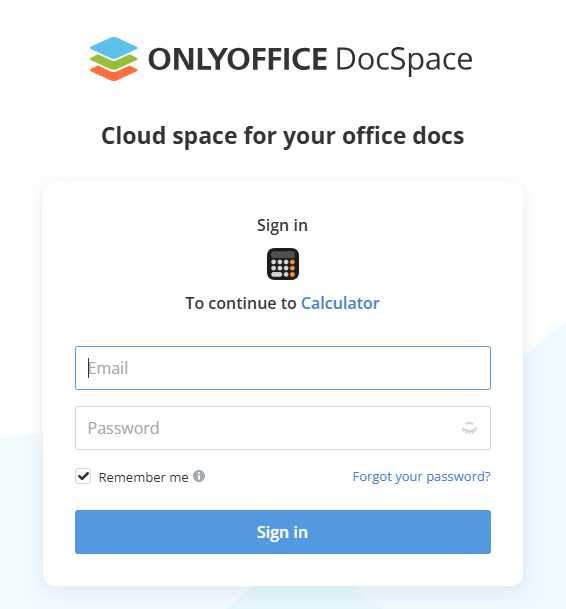 ONLYOFFICE DocSpace
Cloud space for your office docs
Sign in
To continue to Calculator
Email
Password
Remember me
Forgot your password?
Sign in